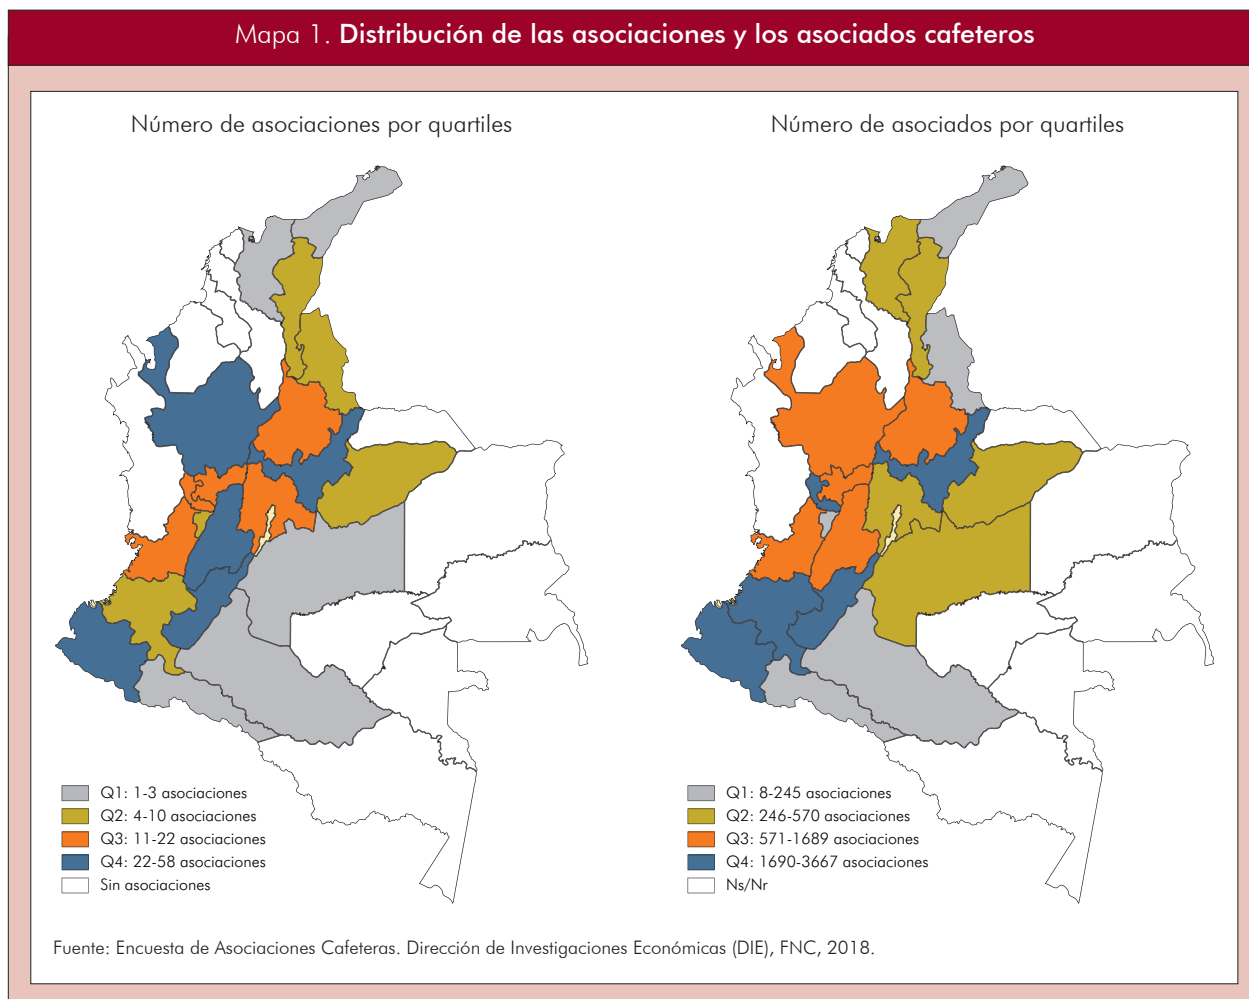 Mapa 1. Distribución de las asociaciones y los asociados cafeteros
Número de asociaciones por quartiles
Número de asociados por quartiles
Q1: 1-3 asociaciones
Q2: 4-10 asociaciones
Q3: 11-22 asociaciones
Q4: 22-58 asociaciones
Sin asociaciones
Q1: 8-245 asociaciones
Q2: 246-570 asociaciones
Q3: 571-1689 asociaciones
Q4: 1690-3667 asociaciones
Ns/Nr
Fuente: Encuesta de Asociaciones Cafeteras. Dirección de Investigaciones Económicas (DIE), FNC, 2018.